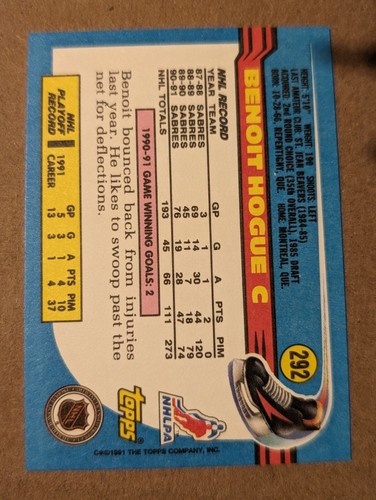 292
HEIGHT: 5'10" WEIGHT: 190 SHOOTS: LEFT
LAST AMATEUR CLUB: ST. JEAN BEAVERS (1984-85)
ACQUIRED: 2nd ROUND CHOICE (35th OVERALL), 1985 DRAFT
BORN: 10-28-66, REPENTIGNY, QUE. HOME: MONTREAL, QUE.
BENOIT HOGUE C
NHL RECORD
YEAR TEAM GP G A PTS PIM
87-88 SABRES 3 1 1 2 0
88-89 SABRES 69 14 30 44 120
89-90 SABRES 45 11 7 18 79
90-91 SABRES 76 19 28 47 74
NHL TOTALS 193 45 66 111 273
1990-91 GAME WINNING GOALS: 2
Benoit bounced back from injuries
last year. He likes to swoop past the
net for deflections.
NHL
PLAYOFF
RECORD
GP G A PTS PIM
1991 5 3 1 4 10
CAREER 13 3 1 4 37
NHLPA
TOPPS
NHL
©1991 THE TOPPS COMPANY, INC.